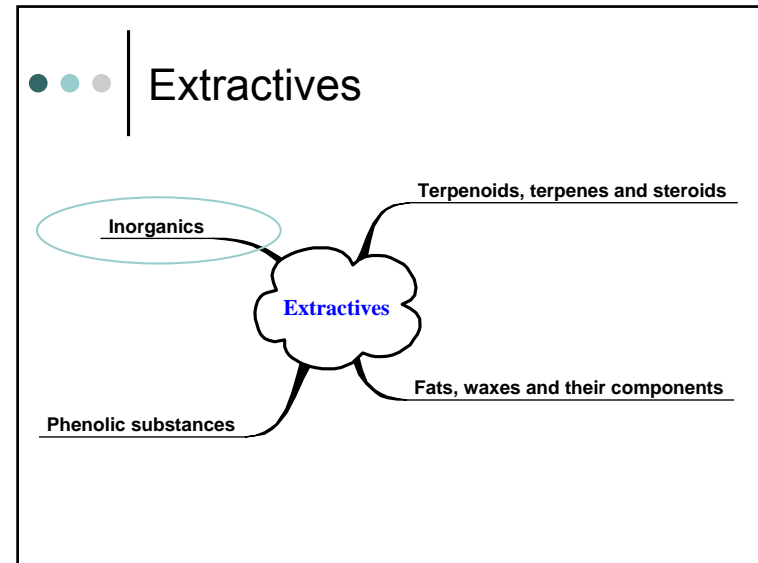 Extractives
Terpenoids, terpenes and steroids
Inorganics
Extractives
Fats, waxes and their components
Phenolic substances